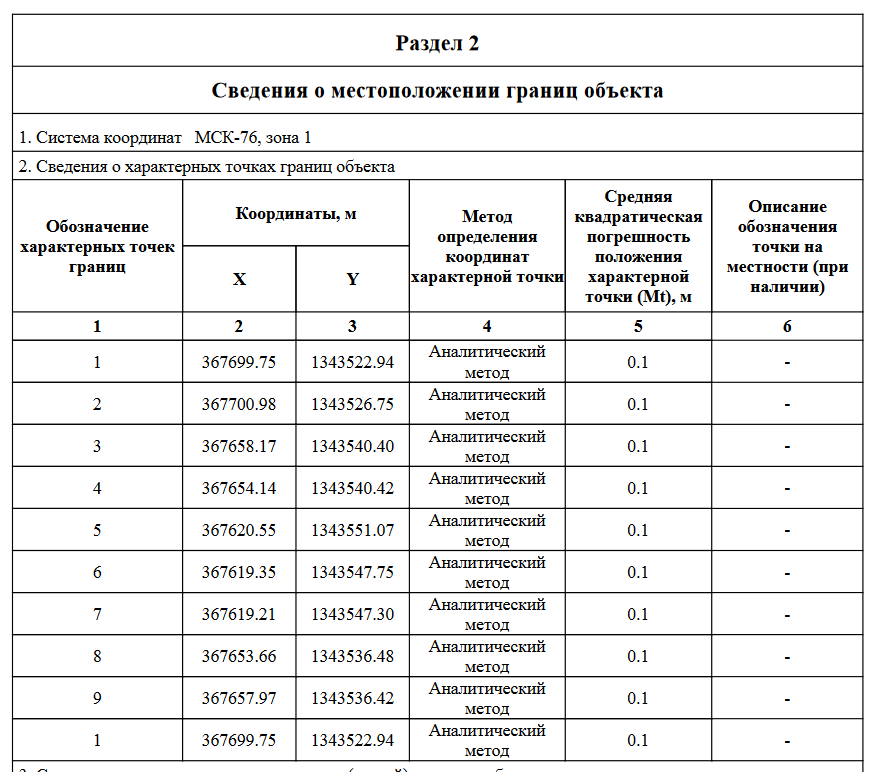 Раздел 2
Сведения о местоположении границ объекта
1. Система координат МСК-76, зона 1
2. Сведения о характерных точках границ объекта
Обозначение
характерных точек
границ
Координаты, м
X
Y
Метод
определения
координат
характерной точки
Средняя
квадратическая
погрешность
положения
характерной
точки (Mt), м
Описание
обозначения
точки на
местности (при
наличии)
1 2 3 4 5 6
1 367699.75 1343522.94 Аналитический
метод 0.1 -
2 367700.98 1343526.75 Аналитический
метод 0.1 -
3 367658.17 1343540.40 Аналитический
метод 0.1 -
4 367654.14 1343540.42 Аналитический
метод 0.1 -
5 367620.55 1343551.07 Аналитический
метод 0.1 -
6 367619.35 1343547.75 Аналитический
метод 0.1 -
7 367619.21 1343547.30 Аналитический
метод 0.1 -
8 367653.66 1343536.48 Аналитический
метод 0.1 -
9 367657.97 1343536.42 Аналитический
метод 0.1 -
1 367699.75 1343522.94 Аналитический
метод 0.1 -